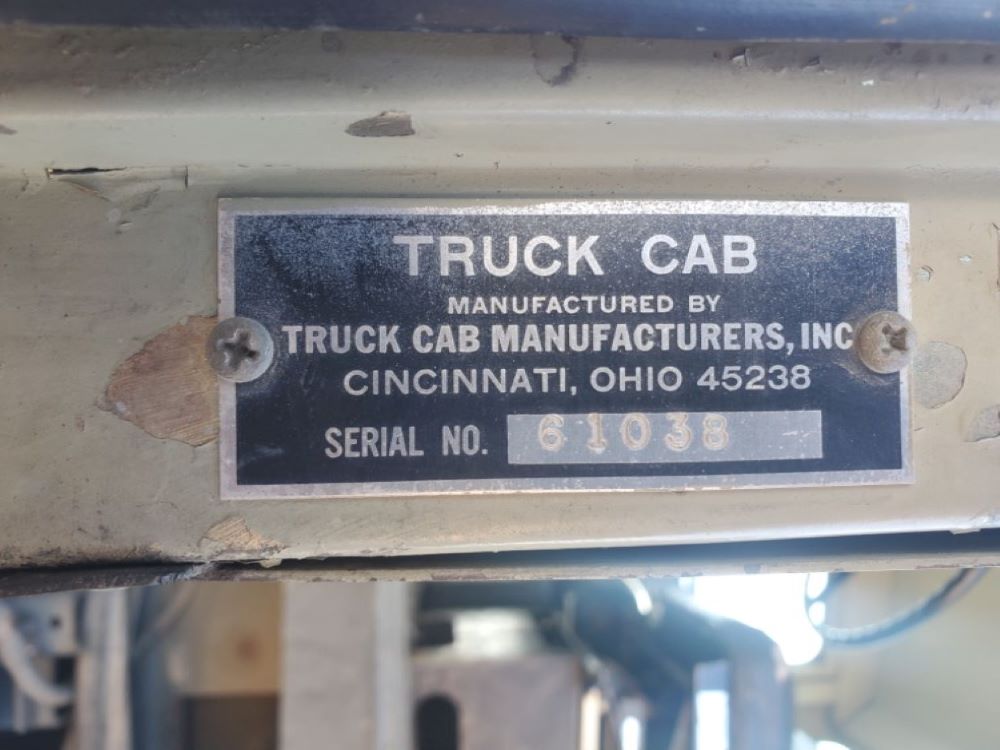 TRUCK CAB
MANUFACTURED BY
TRUCK CAB MANUFACTURERS, INC
CINCINNATI, OHIO 45238
SERIAL NO. 61038